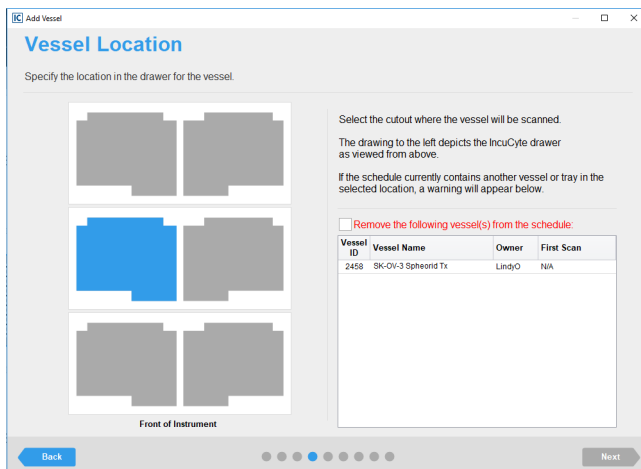 IC Add Vessel
Vessel Location
Specify the location in the drawer for the vessel.
Select the cutout where the vessel will be scanned.
The drawing to the left depicts the IncuCyte drawer
as viewed from above.
If the schedule currently contains another vessel or tray in the
selected location, a warning will appear below.
Remove the following vessel(s) from the schedule:
Vessel ID Vessel Name Owner First Scan
2458 SK-OV-3 Spheorid Tx LindyO N/A
Front of Instrument
Back Next